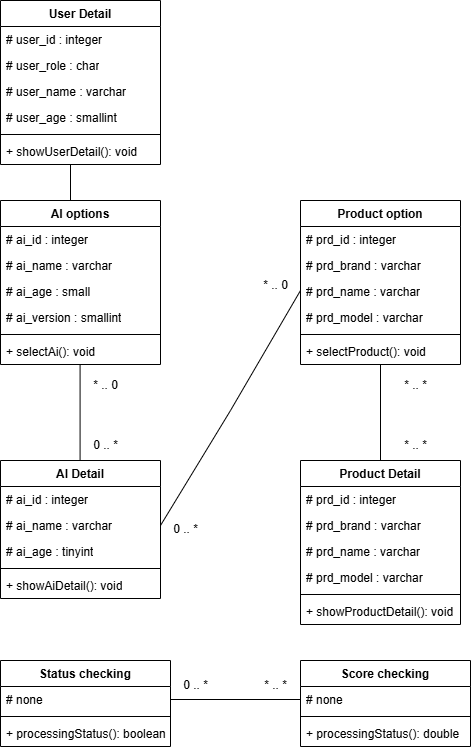 User Detail
# user_id : integer
# user_role : char
# user_name : varchar
# user_age : smallint
+ showUserDetail(): void
AI options
# ai_id : integer
# ai_name : varchar
# ai_age : small
# ai_version : smallint
+ selectAi(): void
Product option
# prd_id : integer
# prd_brand : varchar
# prd_name : varchar
# prd_model : varchar
+ selectProduct(): void
* .. 0
* .. 0
* .. *
0 .. *
* .. *
AI Detail
# ai_id : integer
# ai_name : varchar
# ai_age : tinyint
+ showAiDetail(): void
0 .. *
Product Detail
# prd_id : integer
# prd_brand : varchar
# prd_name : varchar
# prd_model : varchar
+ showProductDetail(): void
Status checking
# none
+ processingStatus(): boolean
0 .. *
* .. *
Score checking
# none
+ processingStatus(): double